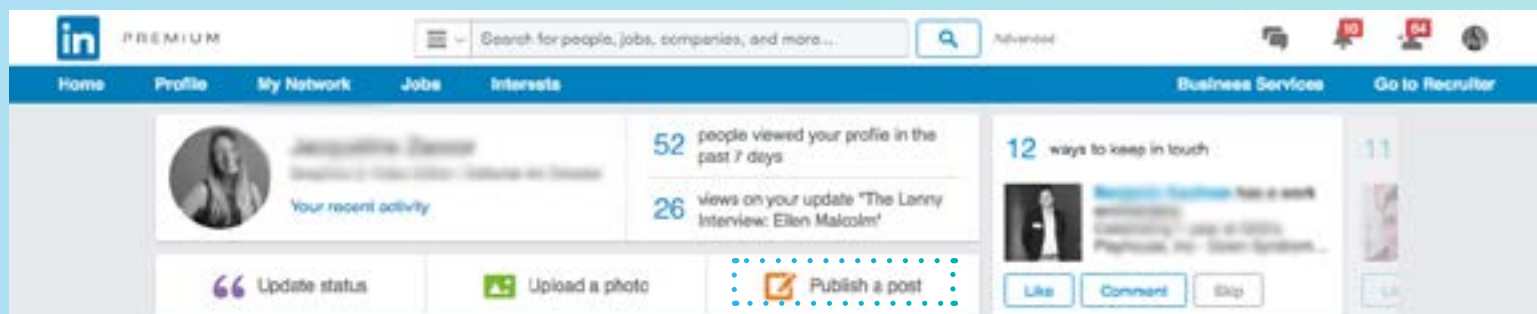 in PREMIUM
Search for people, jobs, companies, and more...
Advanced
10
64
Home Profile My Network Jobs Interests Business Services Go to Recruiter
Your recent activity
52 people viewed your profile in the
past 7 days
26 views on your update "The Lenny
Interview: Ellen Malcolm"
12 ways to keep in touch
has a work
11
Update status
Upload a photo
Publish a post
Like Comment Skip